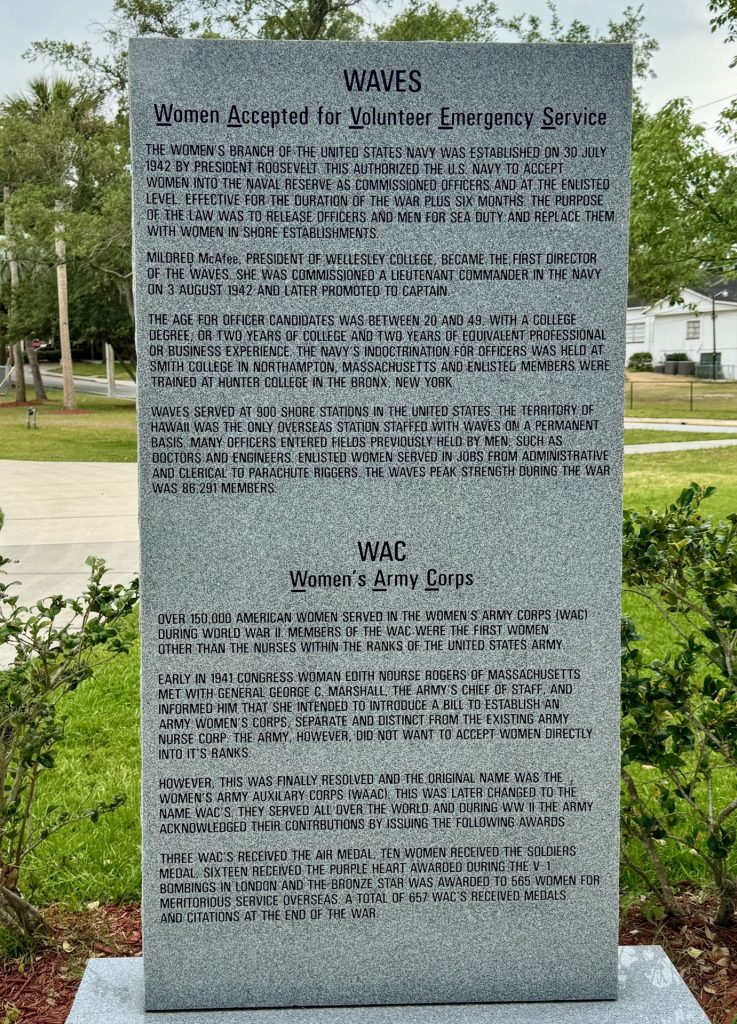 WAVES
Women Accepted for Volunteer Emergency Service
THE WOMEN'S BRANCH OF THE UNITED STATES NAVY WAS ESTABLISHED ON 30 JULY
1942 BY PRESIDENT ROOSEVELT. THIS AUTHORIZED THE U.S. NAVY TO ACCEPT
WOMEN INTO THE NAVAL RESERVE AS COMMISSIONED OFFICERS AND AT THE ENLISTED
LEVEL, EFFECTIVE FOR THE DURATION OF THE WAR PLUS SIX MONTHS. THE PURPOSE
OF THE LAW WAS TO RELEASE OFFICERS AND MEN FOR SEA DUTY AND REPLACE THEM
WITH WOMEN IN SHORE ESTABLISHMENTS.
MILDRED McAfee, PRESIDENT OF WELLESLEY COLLEGE, BECAME THE FIRST DIRECTOR
OF THE WAVES. SHE WAS COMMISSIONED A LIEUTENANT COMMANDER IN THE NAVY
ON 3 AUGUST 1942 AND LATER PROMOTED TO CAPTAIN.
THE AGE FOR OFFICER CANDIDATES WAS BETWEEN 20 AND 49, WITH A COLLEGE
DEGREE, OR TWO YEARS OF COLLEGE AND TWO YEARS OF EQUIVALENT PROFESSIONAL
OR BUSINESS EXPERIENCE. THE NAVY'S INDOCTRINATION FOR OFFICERS WAS HELD AT
SMITH COLLEGE IN NORTHAMPTON, MASSACHUSETTS AND ENLISTED MEMBERS WERE
TRAINED AT HUNTER COLLEGE IN THE BRONX, NEW YORK.
WAVES SERVED AT 900 SHORE STATIONS IN THE UNITED STATES. THE TERRITORY OF
HAWAII WAS THE ONLY OVERSEAS STATION STAFFED WITH WAVES ON A PERMANENT
BASIS. MANY OFFICERS ENTERED FIELDS PREVIOUSLY HELD BY MEN, SUCH AS
DOCTORS AND ENGINEERS. ENLISTED WOMEN SERVED IN JOBS FROM ADMINISTRATIVE
AND CLERICAL TO PARACHUTE RIGGERS. THE WAVES PEAK STRENGTH DURING THE WAR
WAS 86,291 MEMBERS.
WAC
Women's Army Corps
OVER 150,000 AMERICAN WOMEN SERVED IN THE WOMEN'S ARMY CORPS (WAC)
DURING WORLD WAR II. MEMBERS OF THE WAC WERE THE FIRST WOMEN
OTHER THAN THE NURSES WITHIN THE RANKS OF THE UNITED STATES ARMY.
EARLY IN 1941 CONGRESS WOMAN EDITH NOURSE ROGERS OF MASSACHUSETTS
MET WITH GENERAL GEORGE C. MARSHALL, THE ARMY'S CHIEF OF STAFF, AND
INFORMED HIM THAT SHE INTENDED TO INTRODUCE A BILL TO ESTABLISH AN
ARMY WOMEN'S CORPS, SEPARATE AND DISTINCT FROM THE EXISTING ARMY
NURSE CORP. THE ARMY, HOWEVER, DID NOT WANT TO ACCEPT WOMEN DIRECTLY
INTO IT'S RANKS.
HOWEVER, THIS WAS FINALLY RESOLVED AND THE ORIGINAL NAME WAS THE
WOMEN'S ARMY AUXILARY CORPS (WAAC). THIS WAS LATER CHANGED TO THE
NAME WAC'S. THEY SERVED ALL OVER THE WORLD AND DURING WW II THE ARMY
ACKNOWLEDGED THEIR CONTRBUTIONS BY ISSUING THE FOLLOWING AWARDS
THREE WAC'S RECEIVED THE AIR MEDAL, TEN WOMEN RECEIVED THE SOLDIERS
MEDAL, SIXTEEN RECEIVED THE PURPLE HEART AWARDED DURING THE V-1
BOMBINGS IN LONDON AND THE BRONZE STAR WAS AWARDED TO 565 WOMEN FOR
MERITORIOUS SERVICE OVERSEAS. A TOTAL OF 657 WAC'S RECEIVED MEDALS
AND CITATIONS AT THE END OF THE WAR.